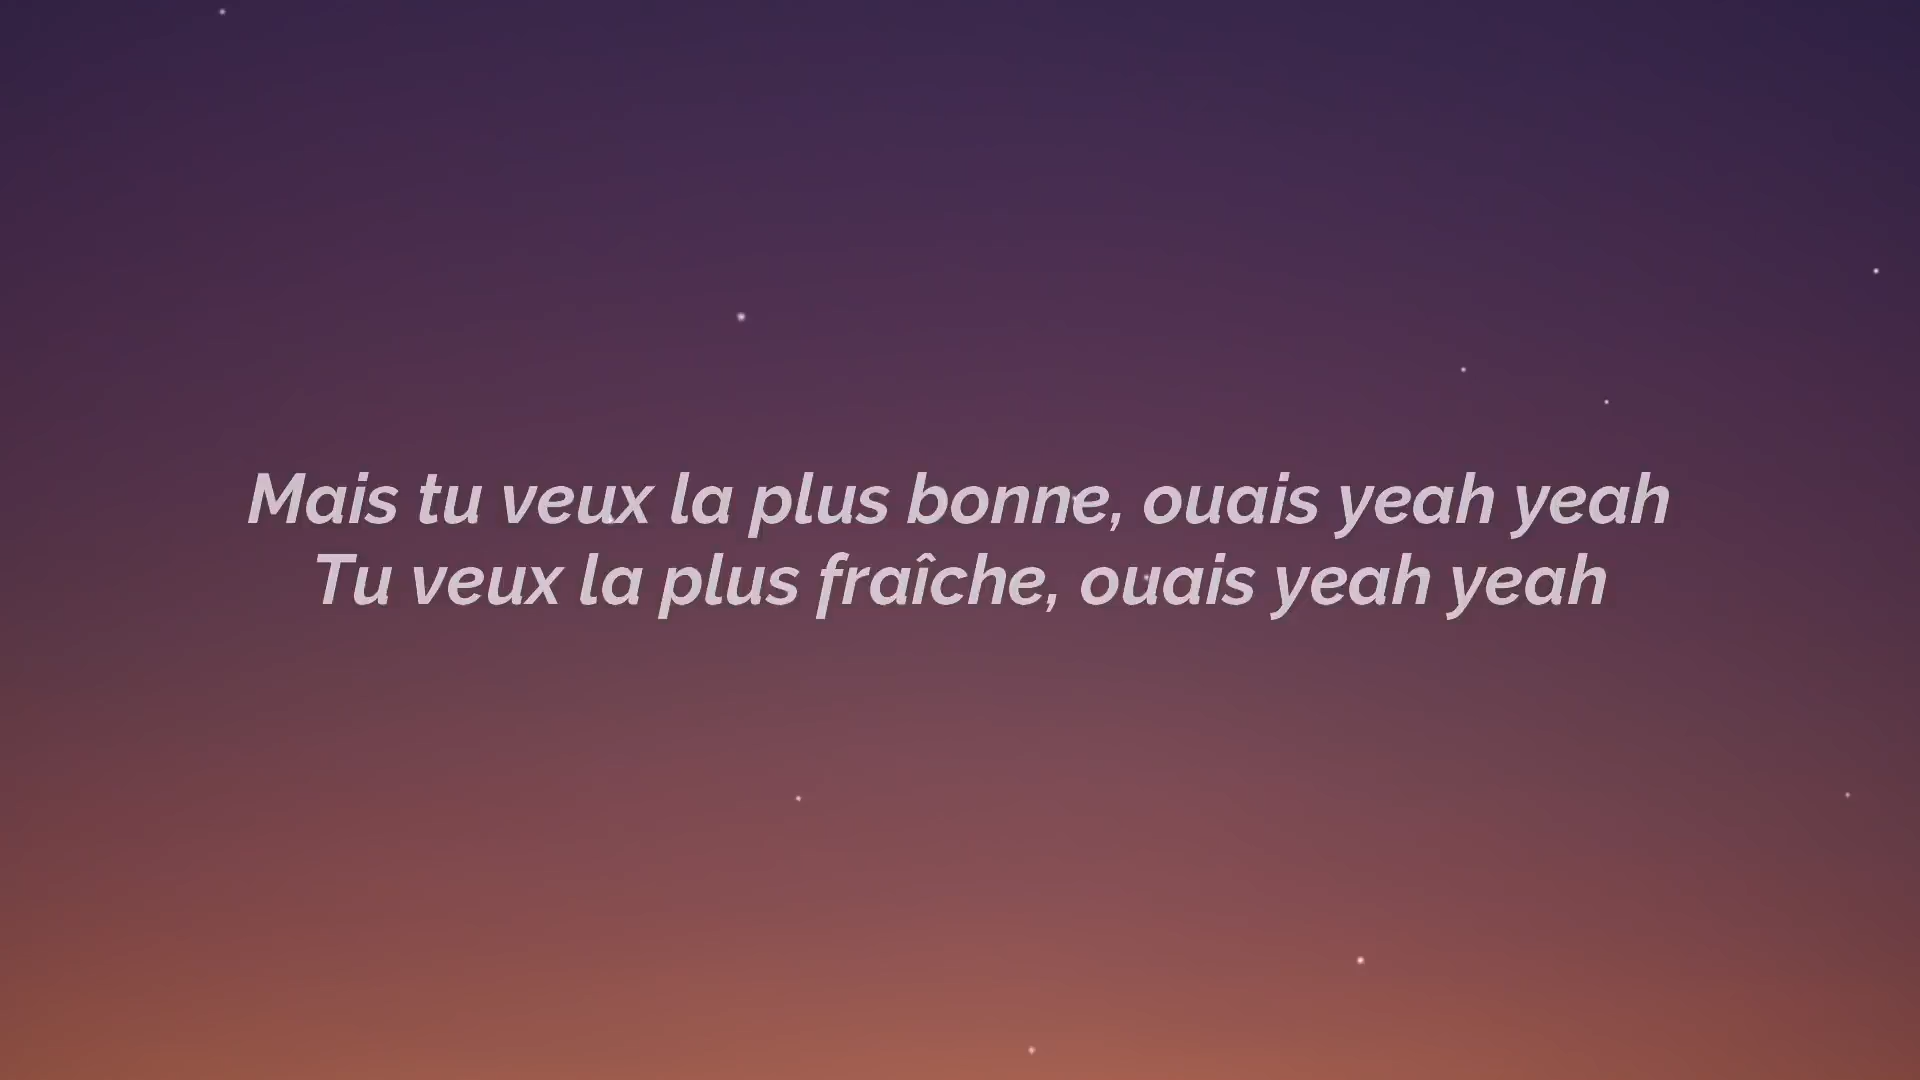 Mais tu veux la plus bonne, ouais yeah yeah
Tu veux la plus fraîche, ouais yeah yeah